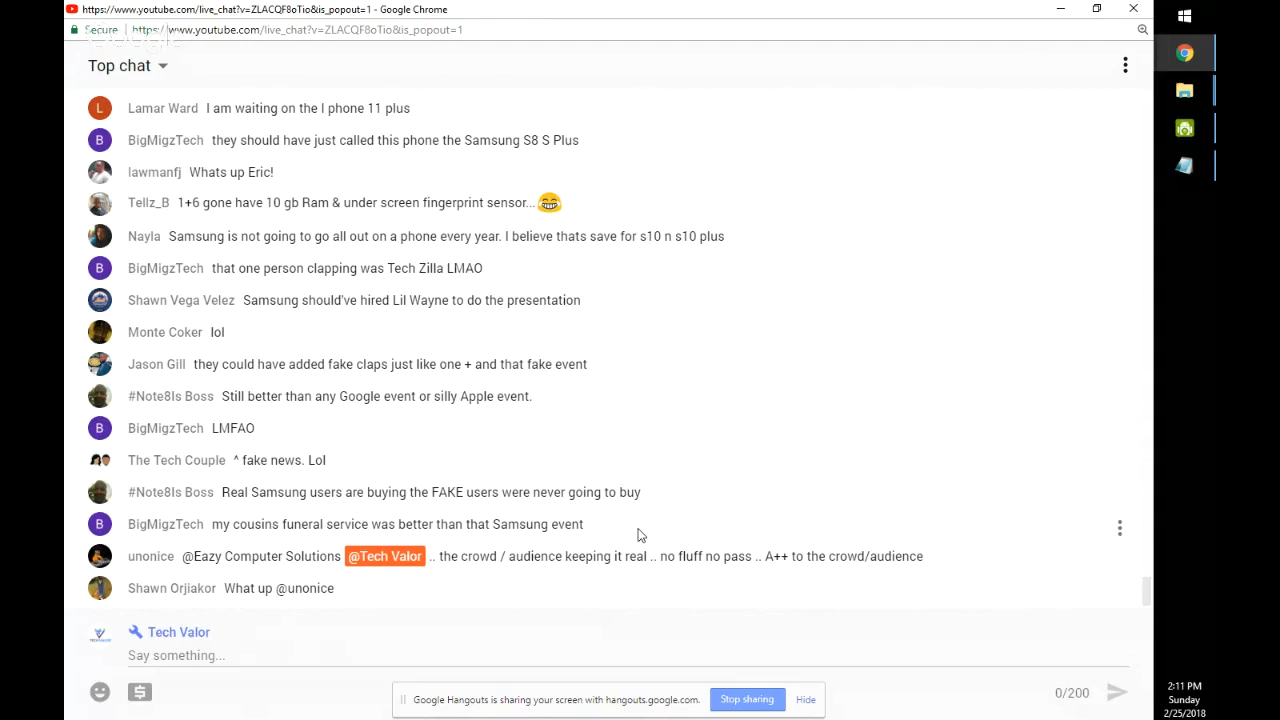 https://www.youtube.com/live_chat?v=ZLACQF8oTio&is_popout=1 - Google Chrome
Secure https://www.youtube.com/live_chat?v=ZLACQF8oTio&is_popout=1
Google
Top chat
L Lamar Ward I am waiting on the I phone 11 plus
B BigMigzTech they should have just called this phone the Samsung S8 S Plus
lawmanfj Whats up Eric!
Tellz_B 1+6 gone have 10 gb Ram & under screen fingerprint sensor... 😂
Nayla Samsung is not going to go all out on a phone every year. I believe thats save for s10 n s10 plus
B BigMigzTech that one person clapping was Tech Zilla LMAO
Shawn Vega Velez Samsung should've hired Lil Wayne to do the presentation
Monte Coker lol
Jason Gill they could have added fake claps just like one + and that fake event
#Note8Is Boss Still better than any Google event or silly Apple event.
B BigMigzTech LMFAO
The Tech Couple ^ fake news. Lol
#Note8Is Boss Real Samsung users are buying the FAKE users were never going to buy
B BigMigzTech my cousins funeral service was better than that Samsung event
unonice @Eazy Computer Solutions @Tech Valor .. the crowd / audience keeping it real .. no fluff no pass .. A++ to the crowd/audience
Shawn Orjiakor What up @unonice
Tech Valor
Say something...
Google Hangouts is sharing your screen with hangouts.google.com. Stop sharing Hide
0/200
2:11 PM
Sunday
2/25/2018